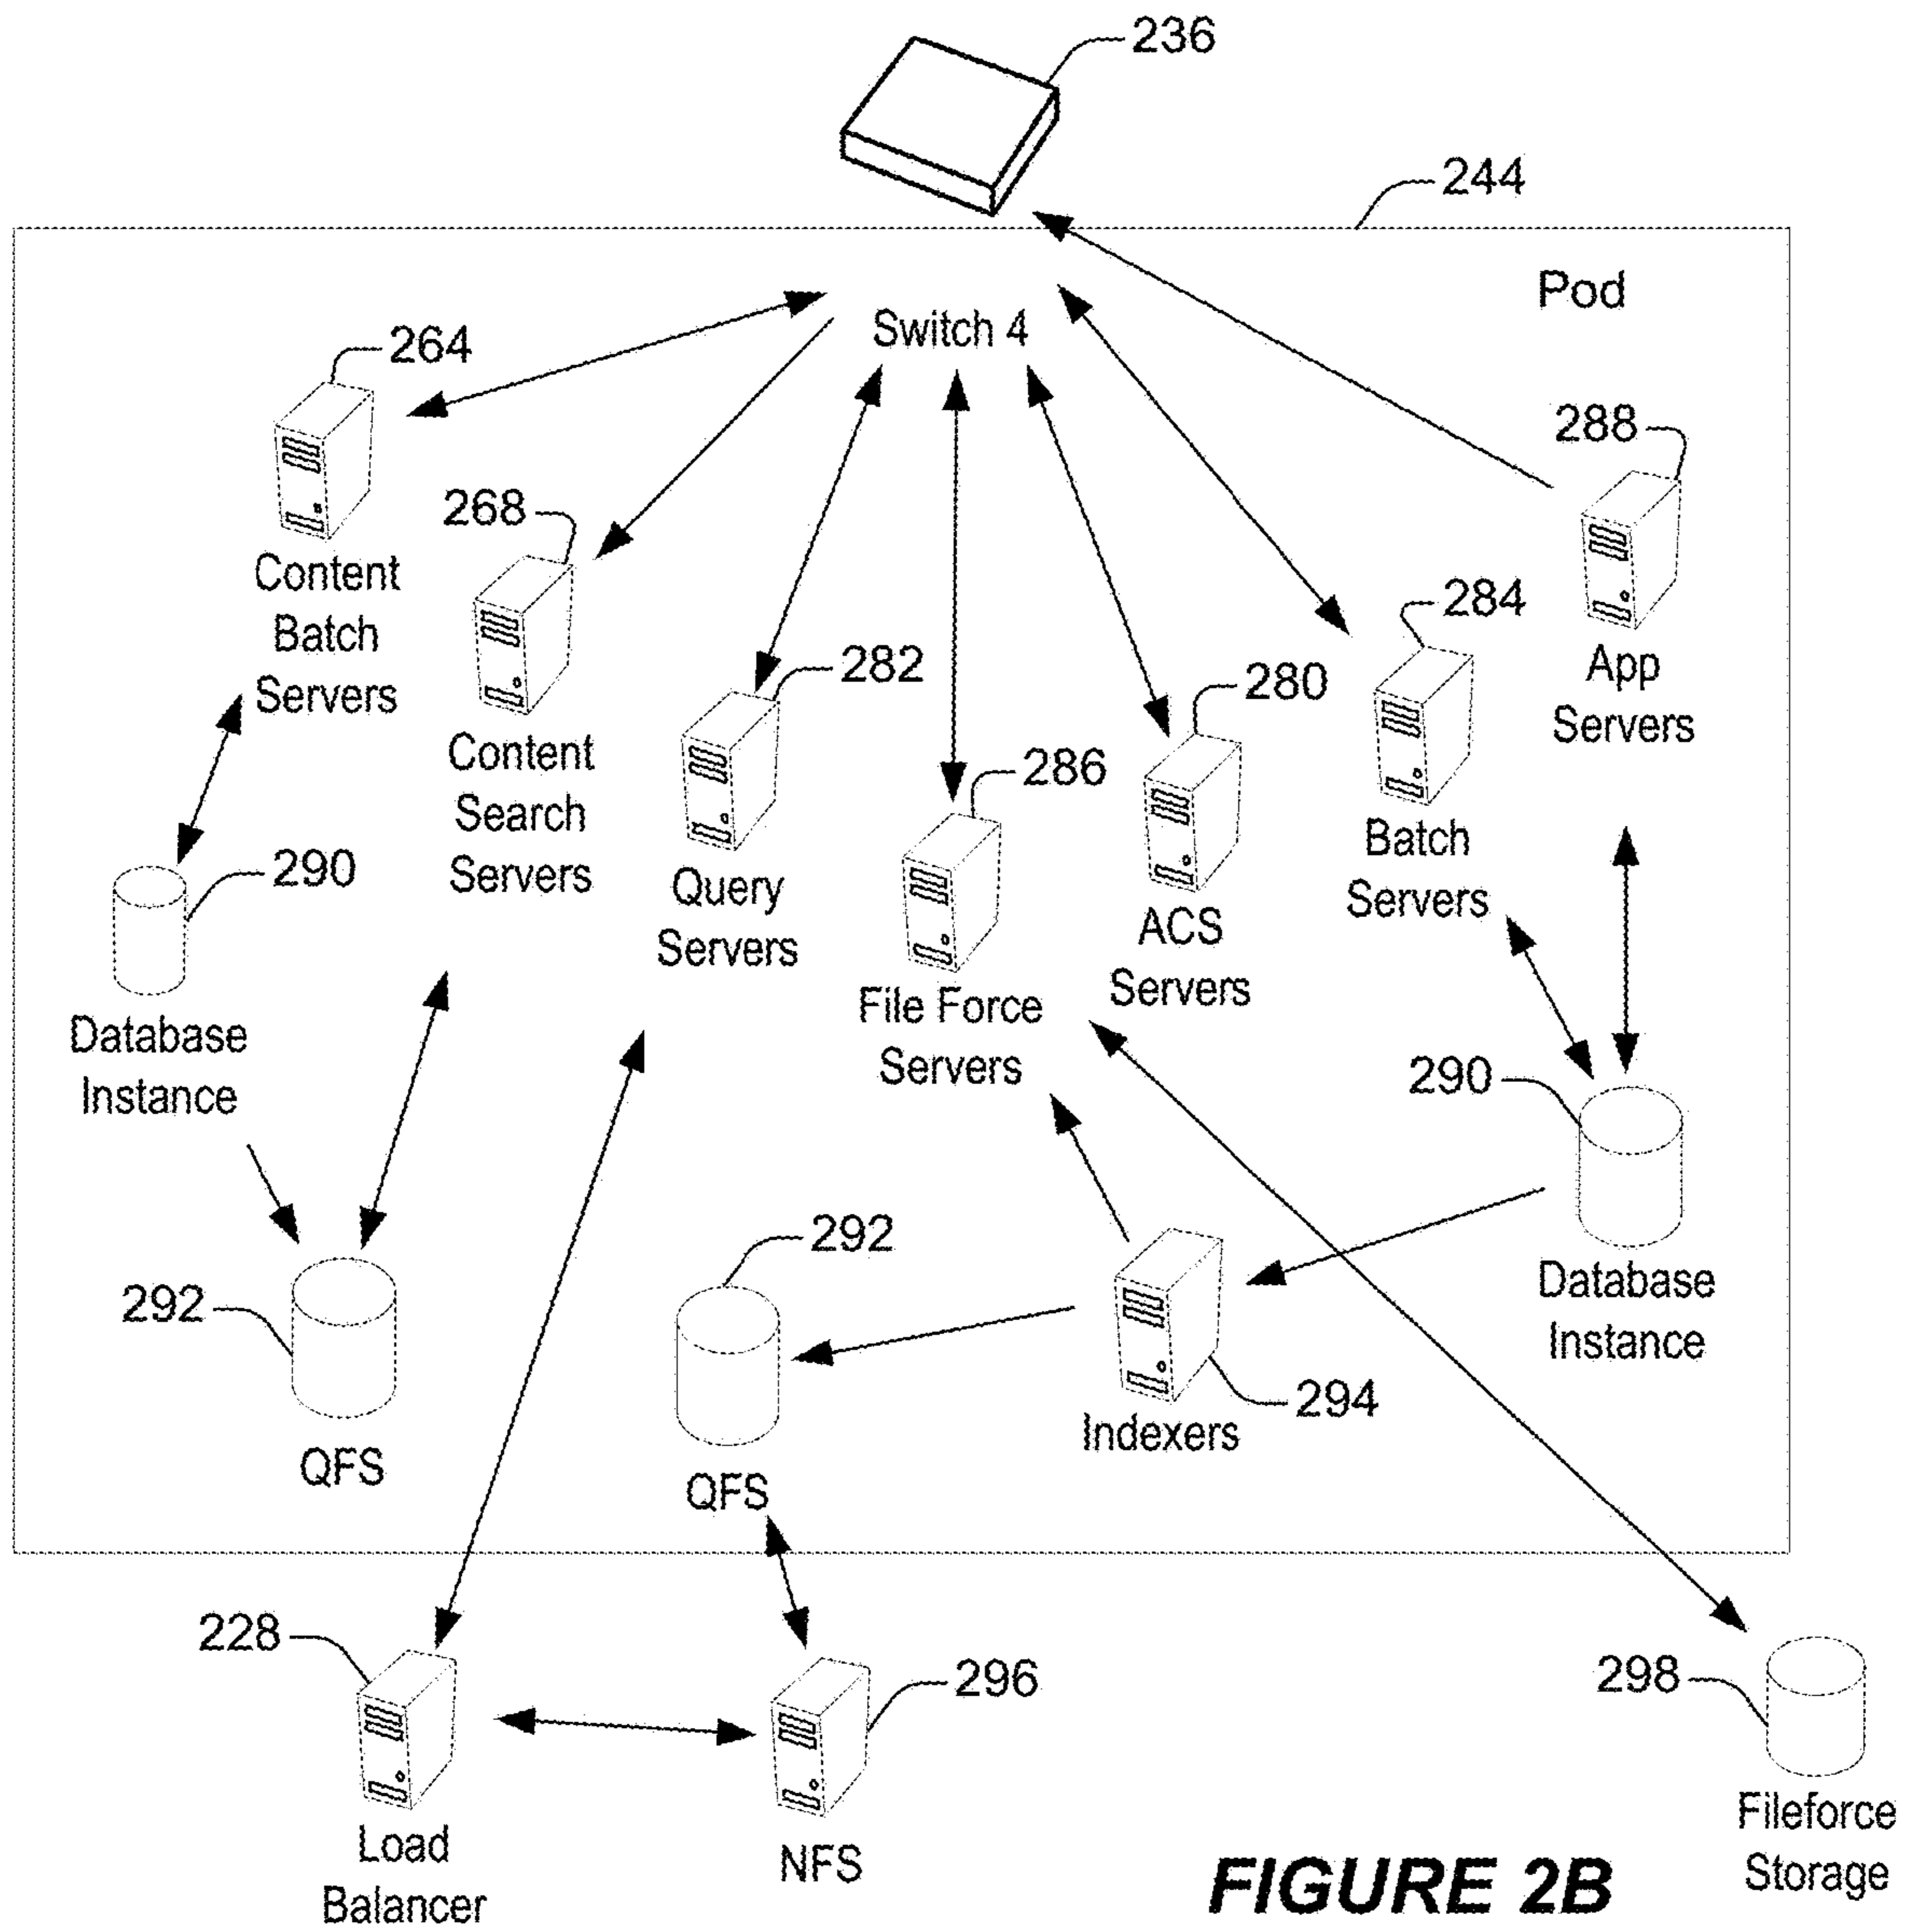 236
244
Pod
Switch 4
264
Content
Batch
Servers
268
Content
Search
Servers
282
Query
Servers
286
File Force
Servers
280
ACS
Servers
284
Batch
Servers
288
App
Servers
290
Database
Instance
290
Database
Instance
292
QFS
292
QFS
294
Indexers
228
Load
Balancer
296
NFS
298
Fileforce
Storage
FIGURE 2B